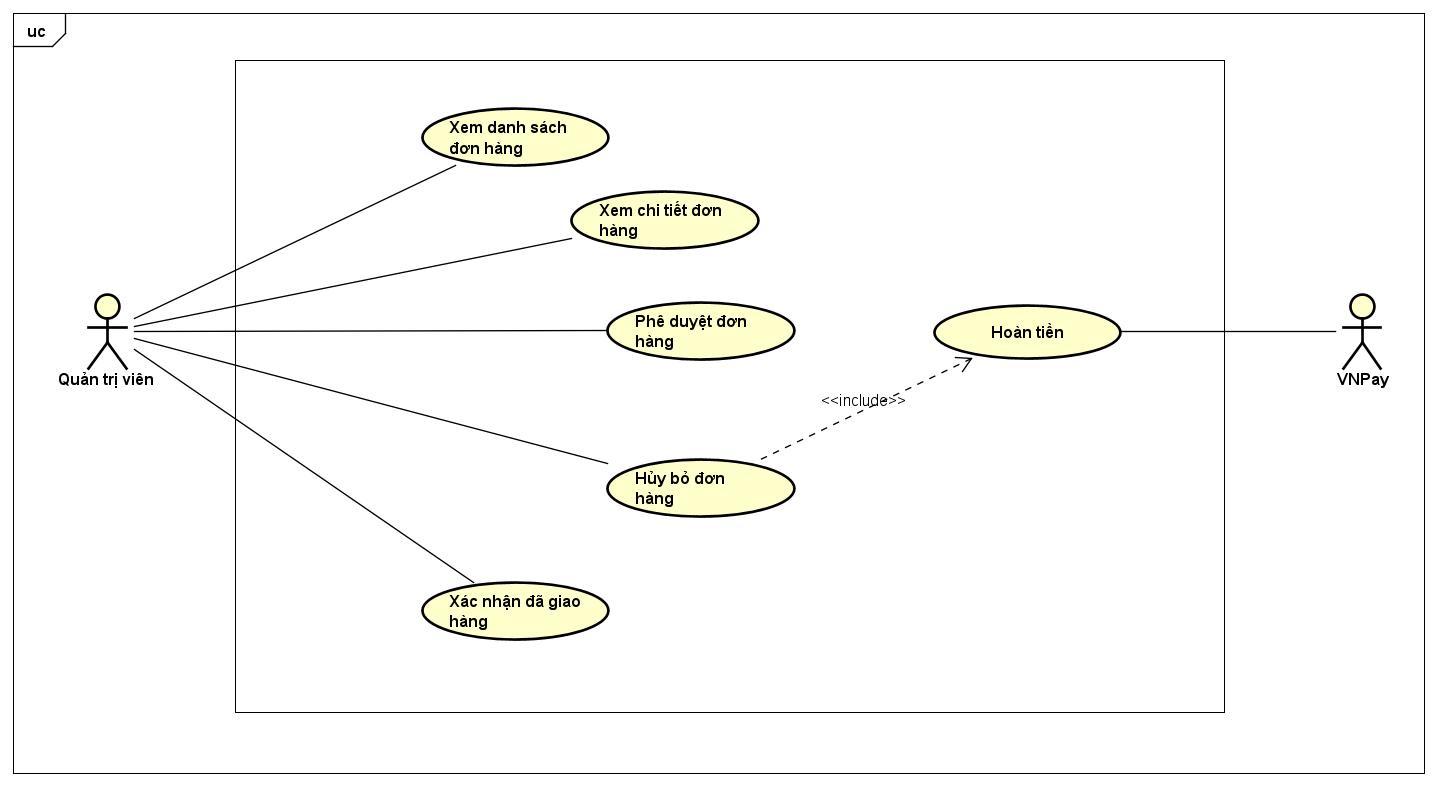 uc
Xem danh sách
đơn hàng
Xem chi tiết đơn
hàng
Phê duyệt đơn
hàng
Hoàn tiền
Quản trị viên
VNPay
<<include>>
Hủy bỏ đơn
hàng
Xác nhận đã giao
hàng